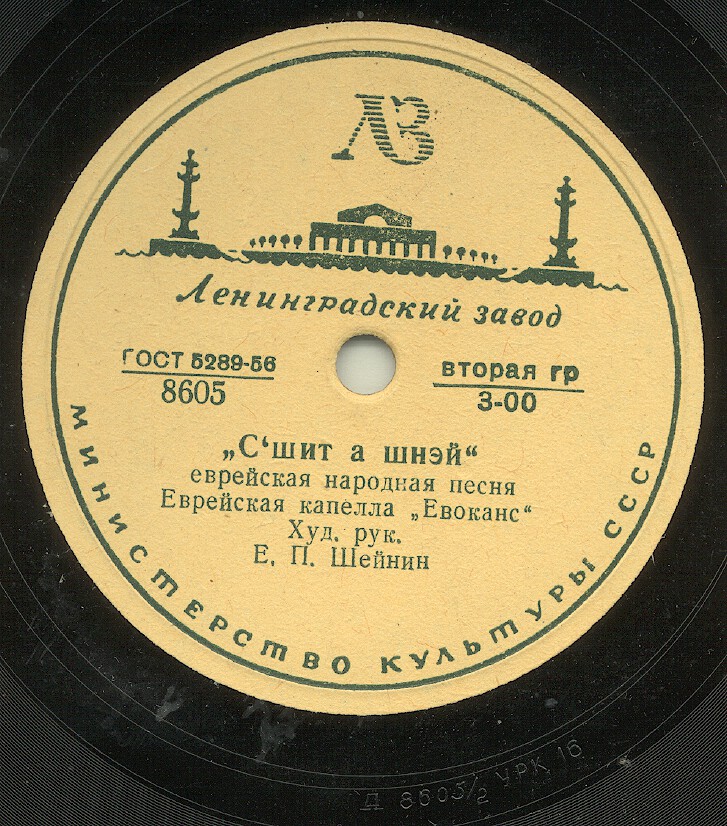 ЛЗ
Ленинградский завод
ГОСТ 5289-56
8605
вторая гр
3-00
„С‘шит а шнэй“
еврейская народная песня
Еврейская капелла „Евоканс“
Худ. рук.
Е. П. Шейнин
МИНИСТЕРСТВО КУЛЬТУРЫ СССР
Д 8605/2 УРК 16